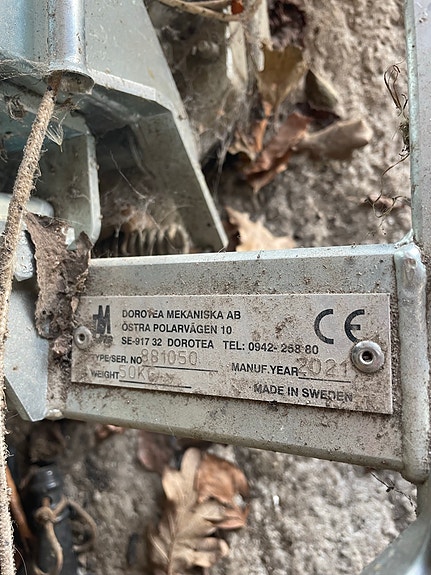 DOROTEA MEKANISKA AB
ÖSTRA POLARVÄGEN 10
SE-917 32 DOROTEA TEL: 0942- 258 80
TYPE/SER. NO 881050 MANUF.YEAR 2021
WEIGHT 50KG
MADE IN SWEDEN
CE